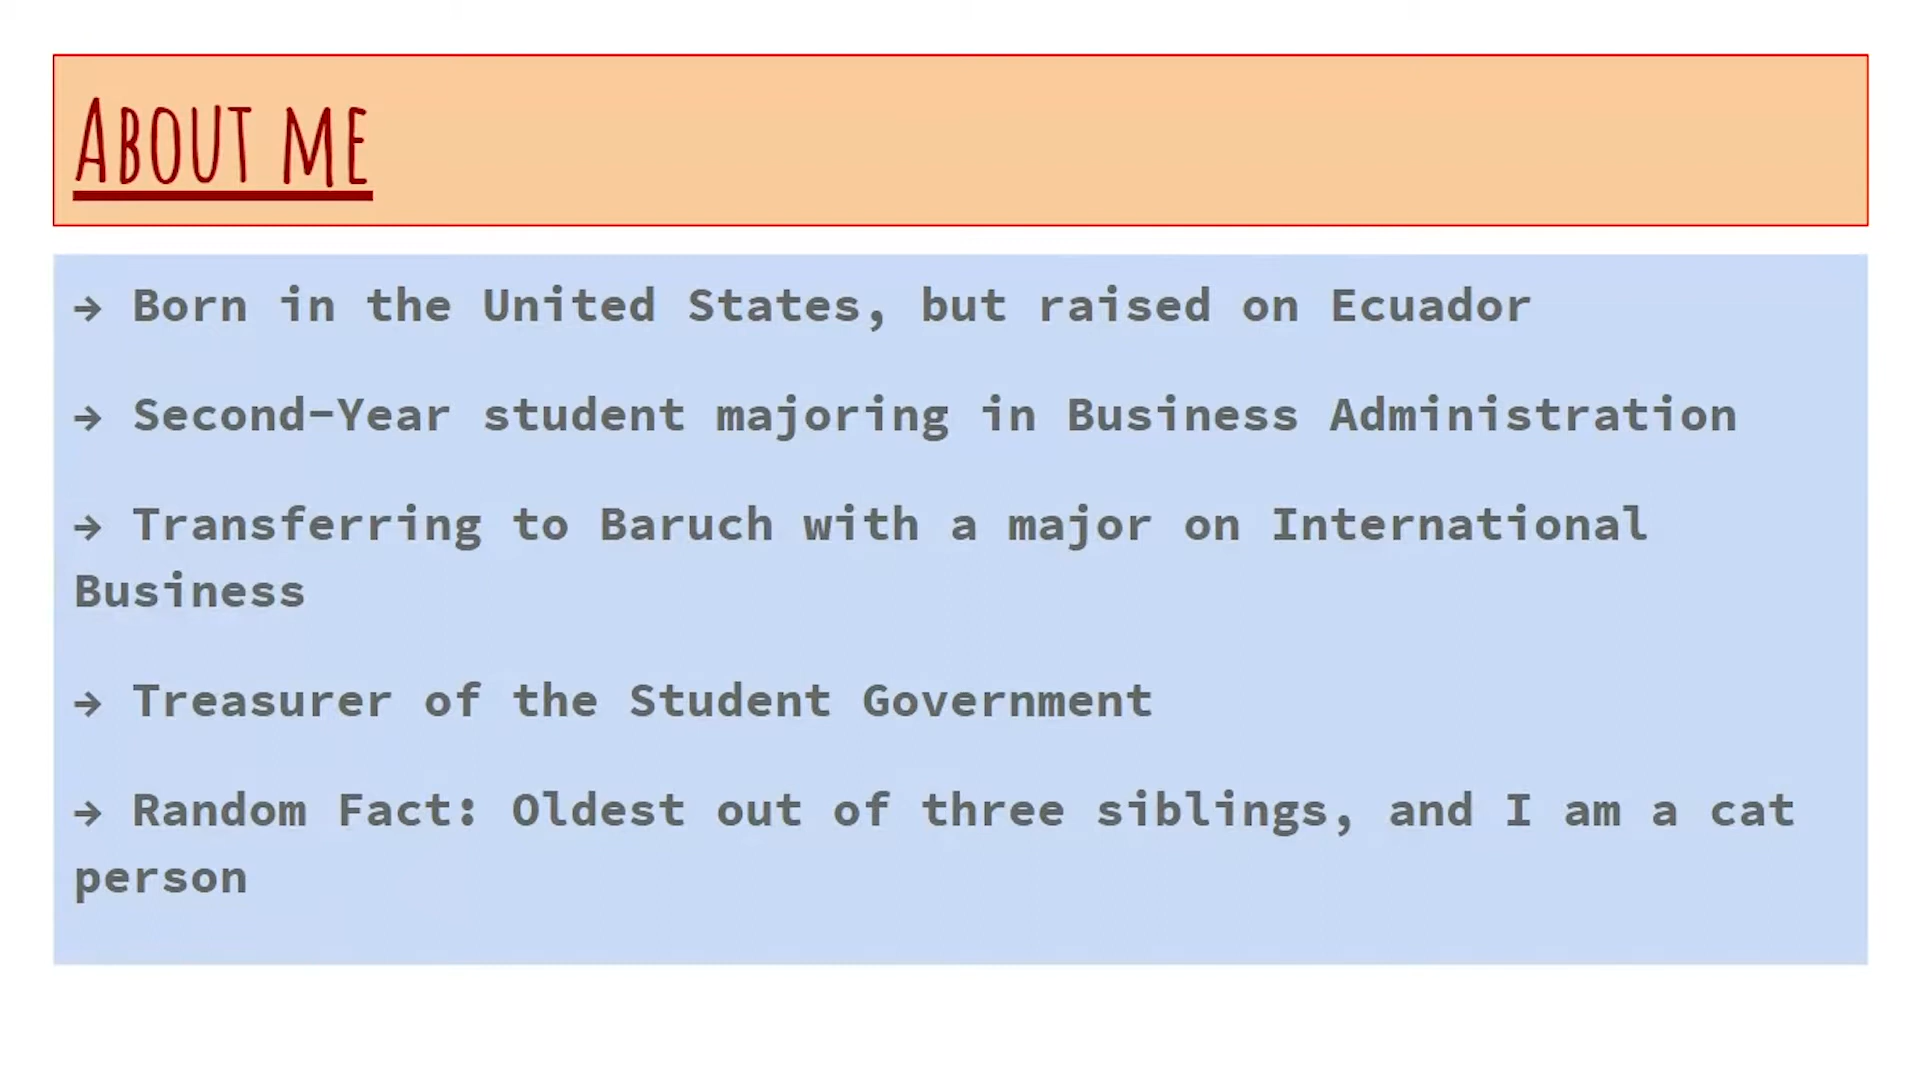 About me
→ Born in the United States, but raised on Ecuador
→ Second-Year student majoring in Business Administration
→ Transferring to Baruch with a major on International
Business
→ Treasurer of the Student Government
→ Random Fact: Oldest out of three siblings, and I am a cat
person